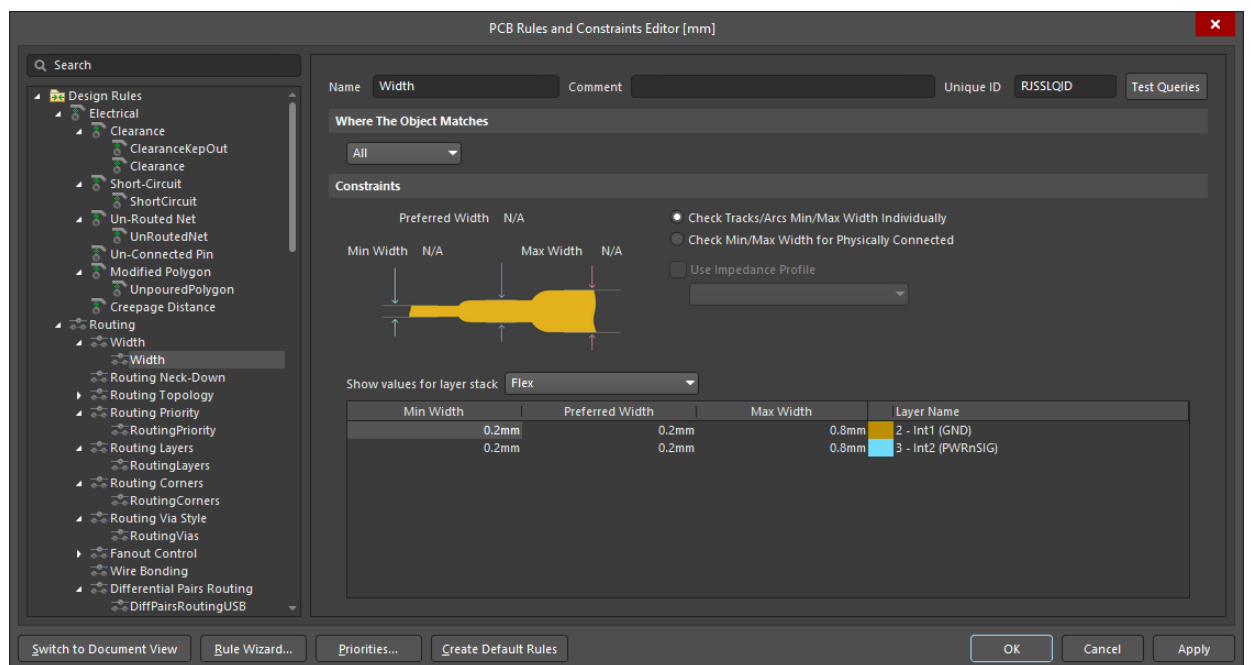 PCB Rules and Constraints Editor [mm]
Search
Design Rules
Electrical
Clearance
ClearanceKepOut
Clearance
Short-Circuit
ShortCircuit
Un-Routed Net
UnRoutedNet
Un-Connected Pin
Modified Polygon
UnpouredPolygon
Creepage Distance
Routing
Width
Width
Routing Neck-Down
Routing Topology
Routing Priority
RoutingPriority
Routing Layers
RoutingLayers
Routing Corners
RoutingCorners
Routing Via Style
RoutingVias
Fanout Control
Wire Bonding
Differential Pairs Routing
DiffPairsRoutingUSB
Name Width Comment Unique ID RJSSLQID Test Queries
Where The Object Matches
All
Constraints
Preferred Width N/A
Min Width N/A Max Width N/A
Check Tracks/Arcs Min/Max Width Individually
Check Min/Max Width for Physically Connected
Use Impedance Profile
Show values for layer stack Flex
Min Width Preferred Width Max Width Layer Name
0.2mm 0.2mm 0.8mm 2 - Int1 (GND)
0.2mm 0.2mm 0.8mm 3 - Int2 (PWRnSIG)
Switch to Document View Rule Wizard... Priorities... Create Default Rules OK Cancel Apply